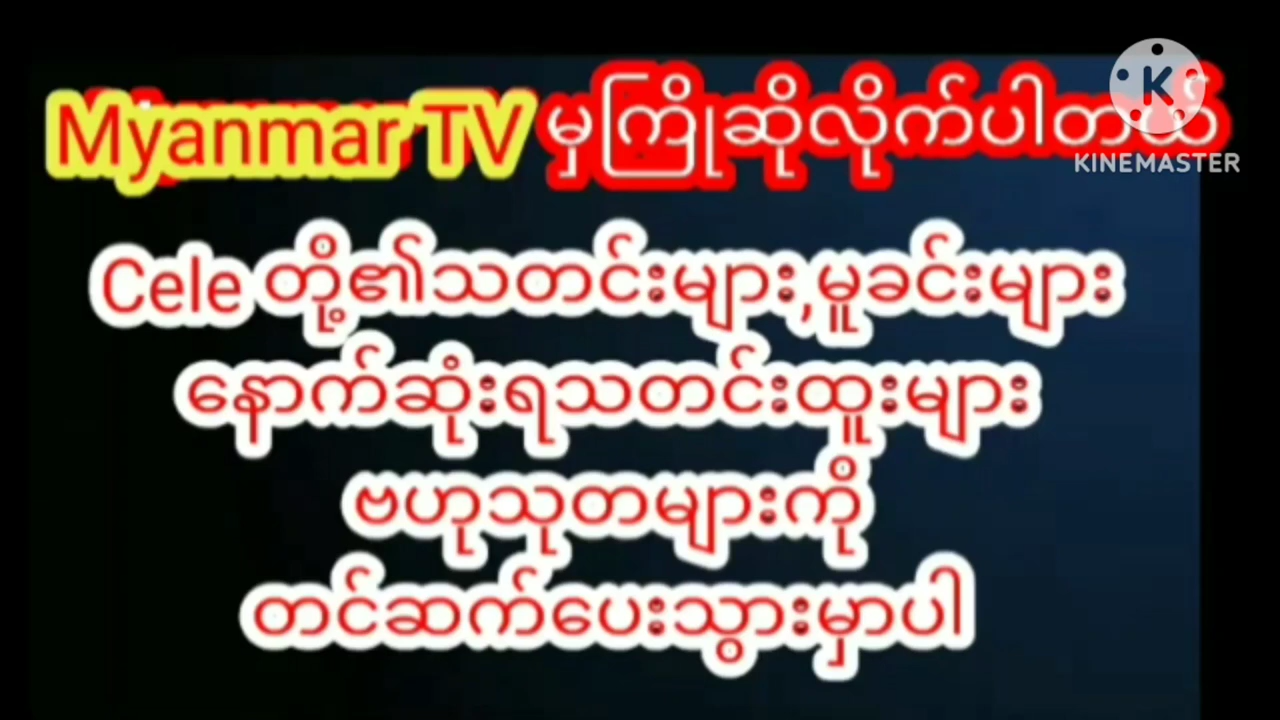 Myanmar TV မှကြိုဆိုလိုက်ပါတယ်
K
KINEMASTER
Cele တို့၏သတင်းများ,မူခင်းများ
နောက်ဆုံးရသတင်းထူးများ
ဗဟုသုတများကို
တင်ဆက်ပေးသွားမှာပါ